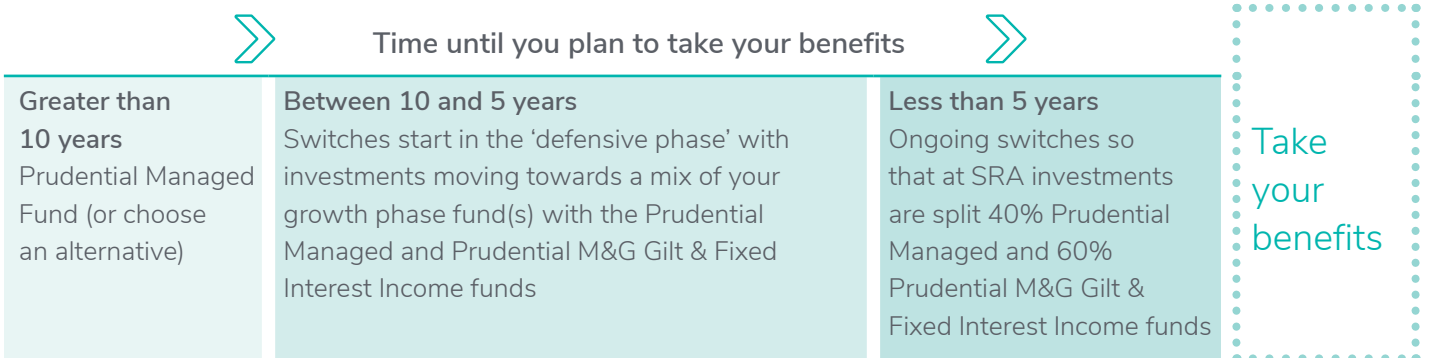 Time until you plan to take your benefits
Greater than
10 years
Prudential Managed
Fund (or choose
an alternative)
Between 10 and 5 years
Switches start in the ‘defensive phase’ with
investments moving towards a mix of your
growth phase fund(s) with the Prudential
Managed and Prudential M&G Gilt & Fixed
Interest Income funds
Less than 5 years
Ongoing switches so
that at SRA investments
are split 40% Prudential
Managed and 60%
Prudential M&G Gilt &
Fixed Interest Income funds
Take
your
benefits